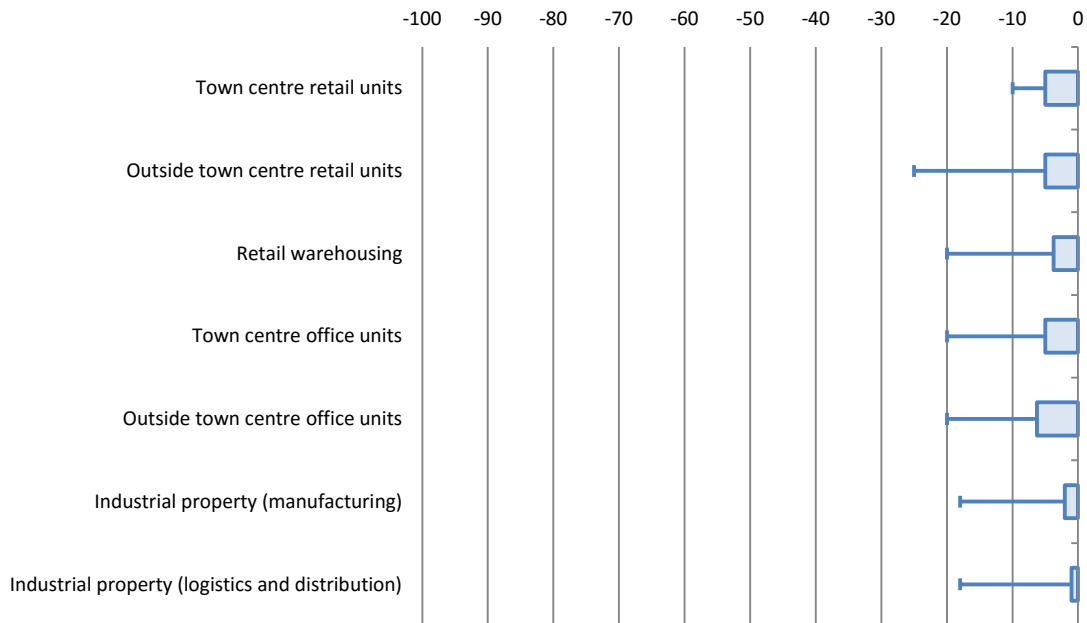 -100 -90 -80 -70 -60 -50 -40 -30 -20 -10 0
Town centre retail units
Outside town centre retail units
Retail warehousing
Town centre office units
Outside town centre office units
Industrial property (manufacturing)
Industrial property (logistics and distribution)